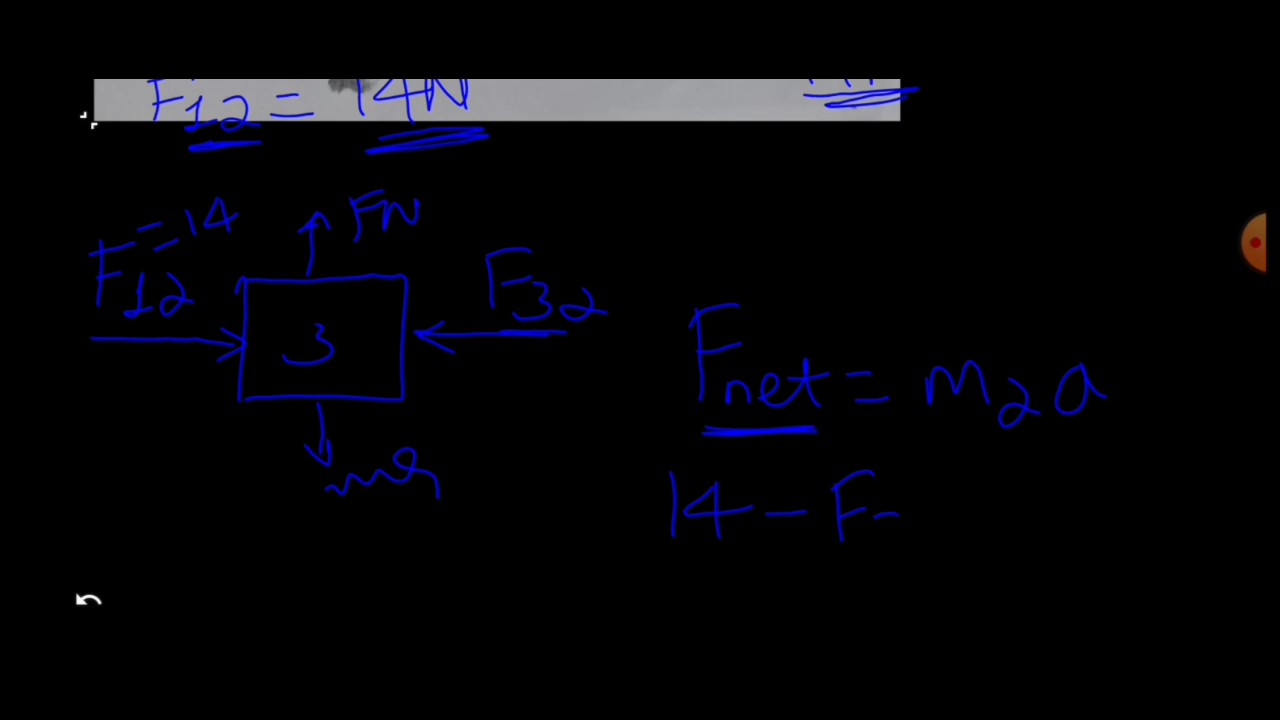 F12 = 14N
F12 = 14
FN
3
F32
mg
Fnet = m2a
14 - F